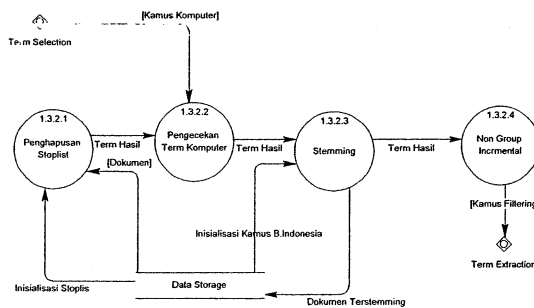 [Kamus Komputer]
Term Selection
1.3.2.1
Penghapusan
Stoplist
1.3.2.2
Pengecekan
Term Komputer
1.3.2.3
Stemming
1.3.2.4
Non Group
Incrmental
Term Hasil
Term Hasil
Term Hasil
[Dokumen]
[Kamus Fillering]
Inisialisasi Kamus B.Indonesia
Term Extraction
Inisialisasi Stoplis
Data Storage
Dokumen Terstemming